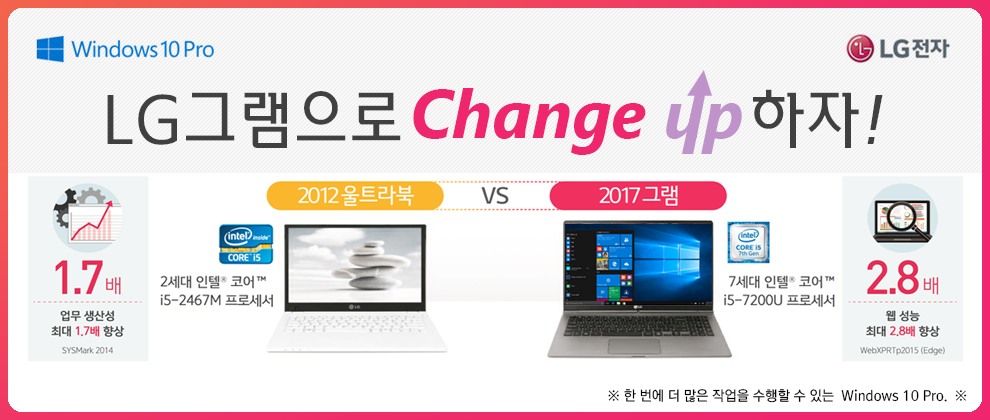 Windows 10 Pro
LG전자
LG그램으로 Change up 하자!
2012 울트라북 VS 2017 그램
intel inside™
CORE i5
2세대 인텔® 코어™
i5-2467M 프로세서
intel
CORE i5
7th Gen
7세대 인텔® 코어™
i5-7200U 프로세서
1.7 배
업무 생산성
최대 1.7배 향상
SYSMark 2014
2.8 배
웹 성능
최대 2.8배 향상
WebXPRTp2015 (Edge)
※ 한 번에 더 많은 작업을 수행할 수 있는 Windows 10 Pro. ※